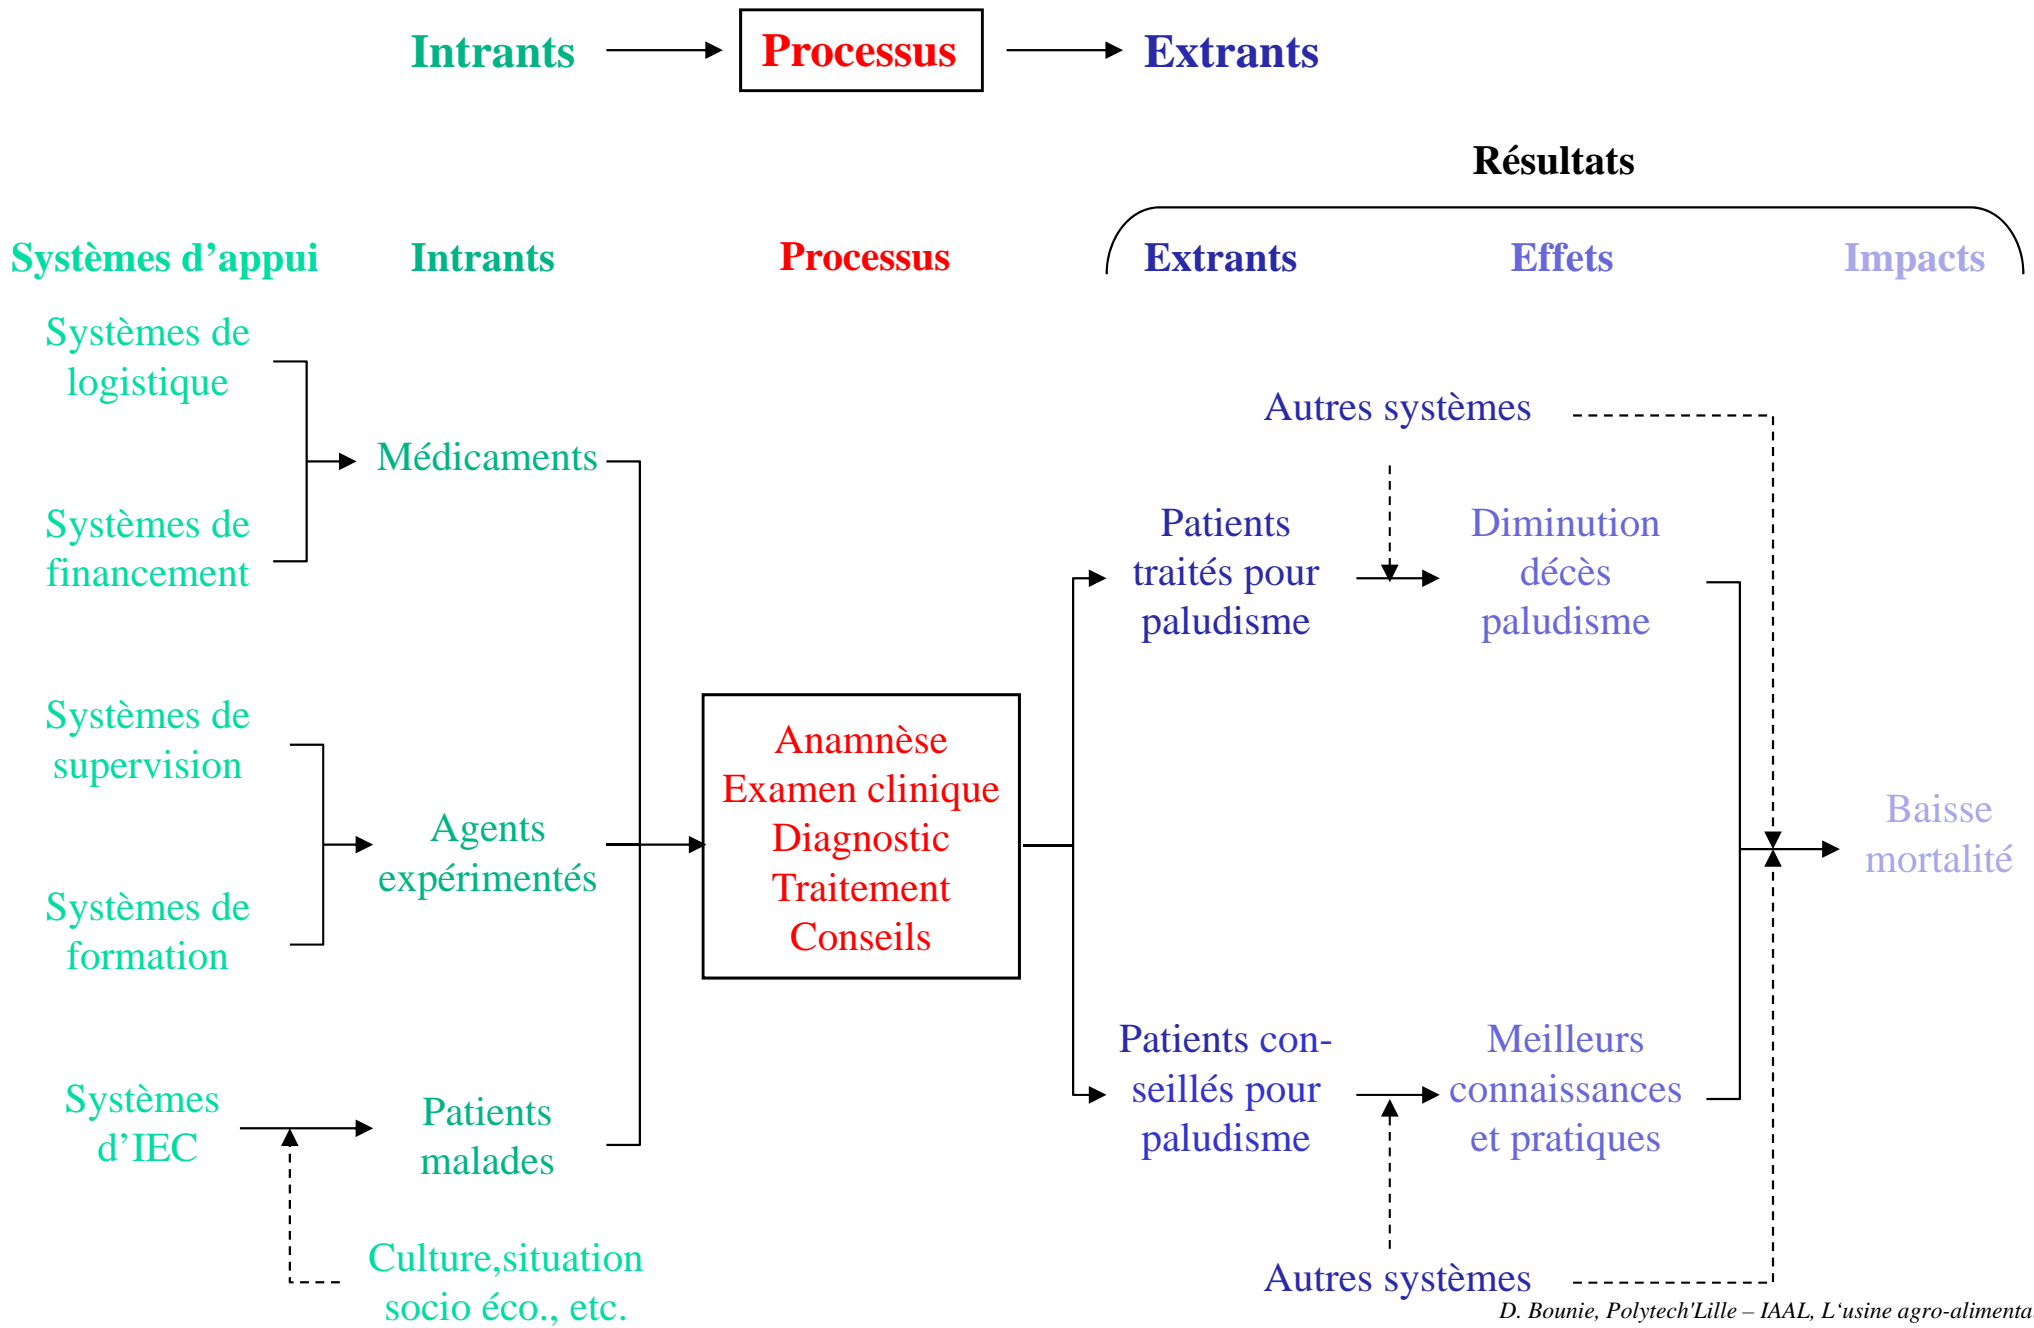 Intrants
Processus
Extrants
Résultats
Systèmes d’appui
Intrants
Processus
Extrants
Effets
Impacts
Systèmes de
logistique
Systèmes de
financement
Systèmes de
supervision
Systèmes de
formation
Systèmes
d’IEC
Médicaments
Agents
expérimentés
Patients
malades
Culture,situation
socio éco., etc.
Anamnèse
Examen clinique
Diagnostic
Traitement
Conseils
Autres systèmes
Patients
traités pour
paludisme
Diminution
décès
paludisme
Patients con-
seillés pour
paludisme
Meilleurs
connaissances
et pratiques
Autres systèmes
Baisse
mortalité
D. Bounie, Polytech'Lille – IAAL, L‘usine agro-alimenta